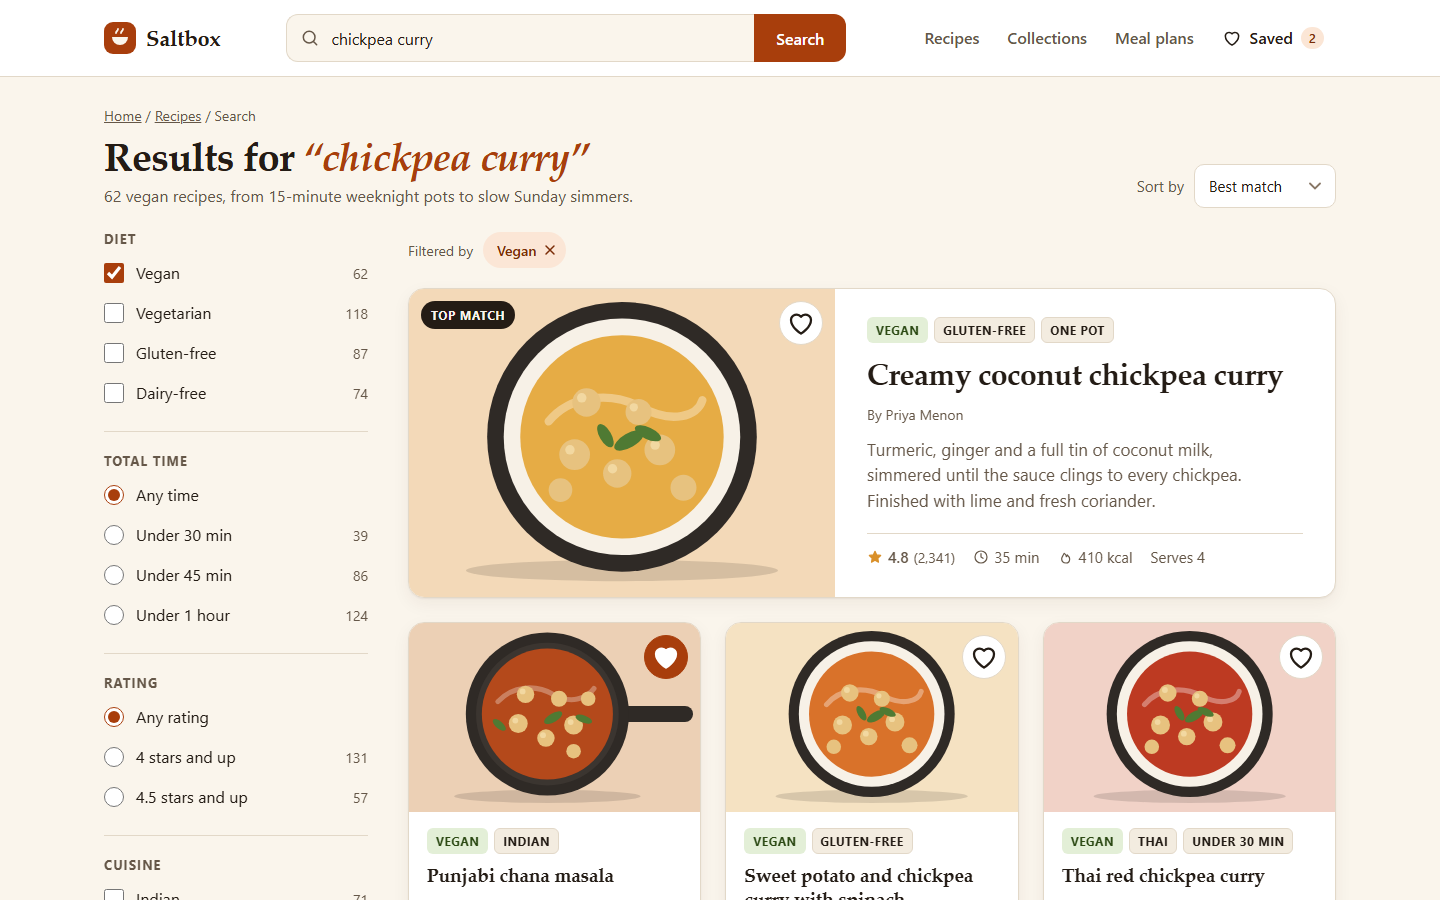 Saltbox
chickpea curry
Search
Recipes
Collections
Meal plans
Saved 2
Home / Recipes / Search
Results for “chickpea curry”
62 vegan recipes, from 15-minute weeknight pots to slow Sunday simmers.
Sort by
Best match
DIET
Vegan 62
Vegetarian 118
Gluten-free 87
Dairy-free 74
TOTAL TIME
Any time
Under 30 min 39
Under 45 min 86
Under 1 hour 124
RATING
Any rating
4 stars and up 131
4.5 stars and up 57
CUISINE
Indian 71
Filtered by
Vegan
TOP MATCH
VEGAN
GLUTEN-FREE
ONE POT
Creamy coconut chickpea curry
By Priya Menon
Turmeric, ginger and a full tin of coconut milk,
simmered until the sauce clings to every chickpea.
Finished with lime and fresh coriander.
4.8 (2,341) 35 min 410 kcal Serves 4
VEGAN
INDIAN
Punjabi chana masala
VEGAN
GLUTEN-FREE
Sweet potato and chickpea
curry with spinach
VEGAN
THAI
UNDER 30 MIN
Thai red chickpea curry